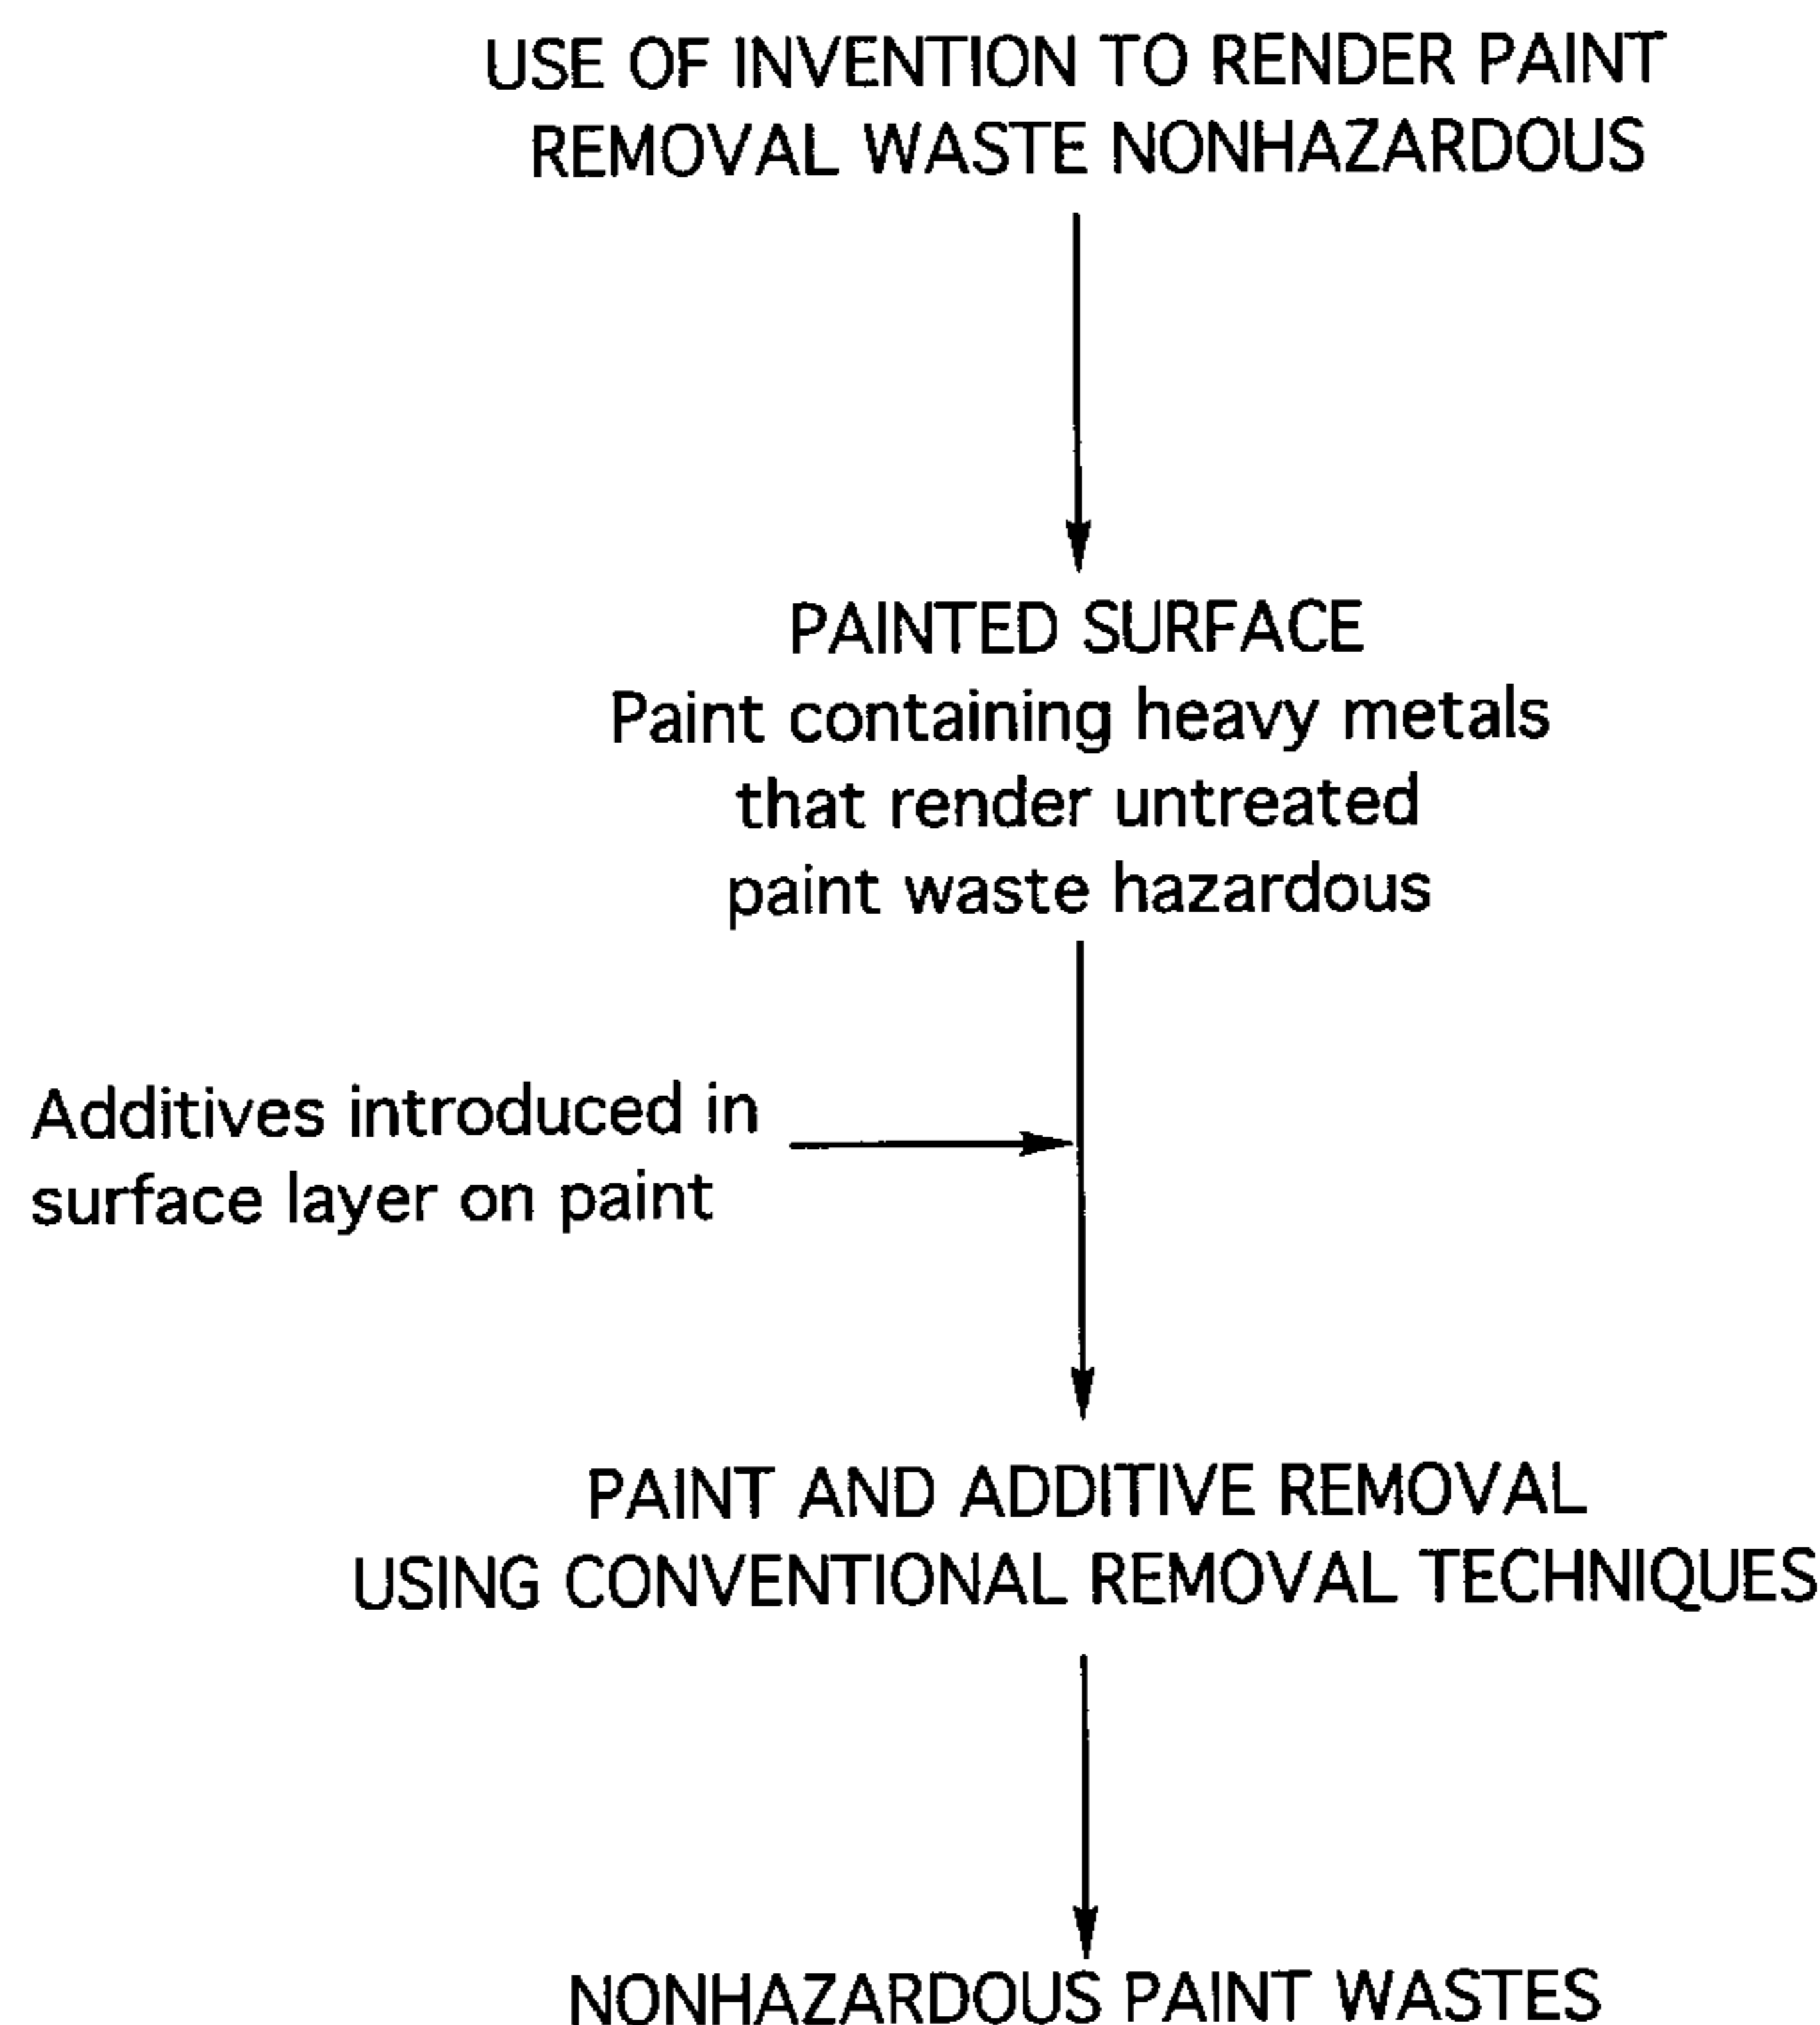 USE OF INVENTION TO RENDER PAINT
REMOVAL WASTE NONHAZARDOUS
PAINTED SURFACE
Paint containing heavy metals
that render untreated
paint waste hazardous
Additives introduced in
surface layer on paint
PAINT AND ADDITIVE REMOVAL
USING CONVENTIONAL REMOVAL TECHNIQUES
NONHAZARDOUS PAINT WASTES